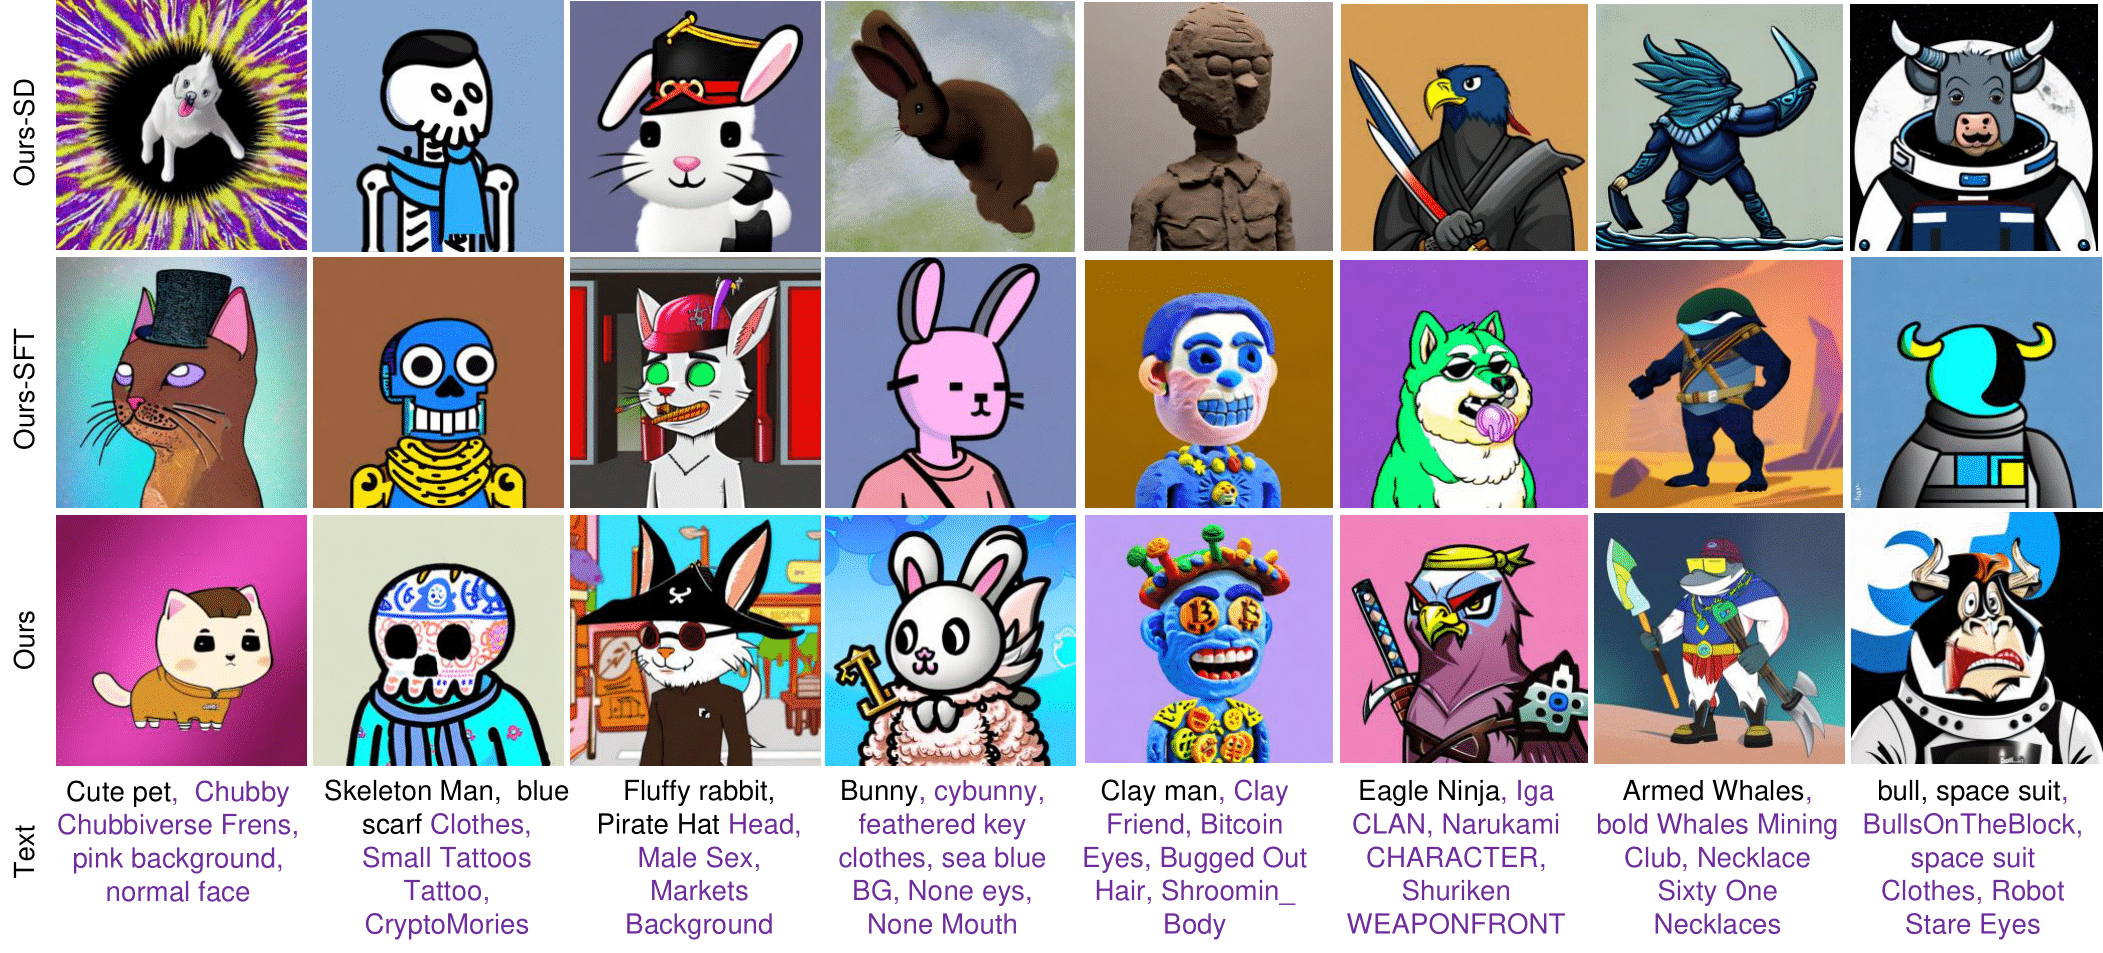 Ours-SD
Ours-SFT
Ours
Text
Cute pet, Chubby
Chubbiverse Frens,
pink background,
normal face
Skeleton Man, blue
scarf Clothes,
Small Tattoos
Tattoo,
CryptoMories
Fluffy rabbit,
Pirate Hat Head,
Male Sex,
Markets
Background
Bunny, cybunny,
feathered key
clothes, sea blue
BG, None eys,
None Mouth
Clay man, Clay
Friend, Bitcoin
Eyes, Bugged Out
Hair, Shroomin_
Body
Eagle Ninja, Iga
CLAN, Narukami
CHARACTER,
Shuriken
WEAPONFRONT
Armed Whales,
bold Whales Mining
Club, Necklace
Sixty One
Necklaces
bull, space suit,
BullsOnTheBlock,
space suit
Clothes, Robot
Stare Eyes